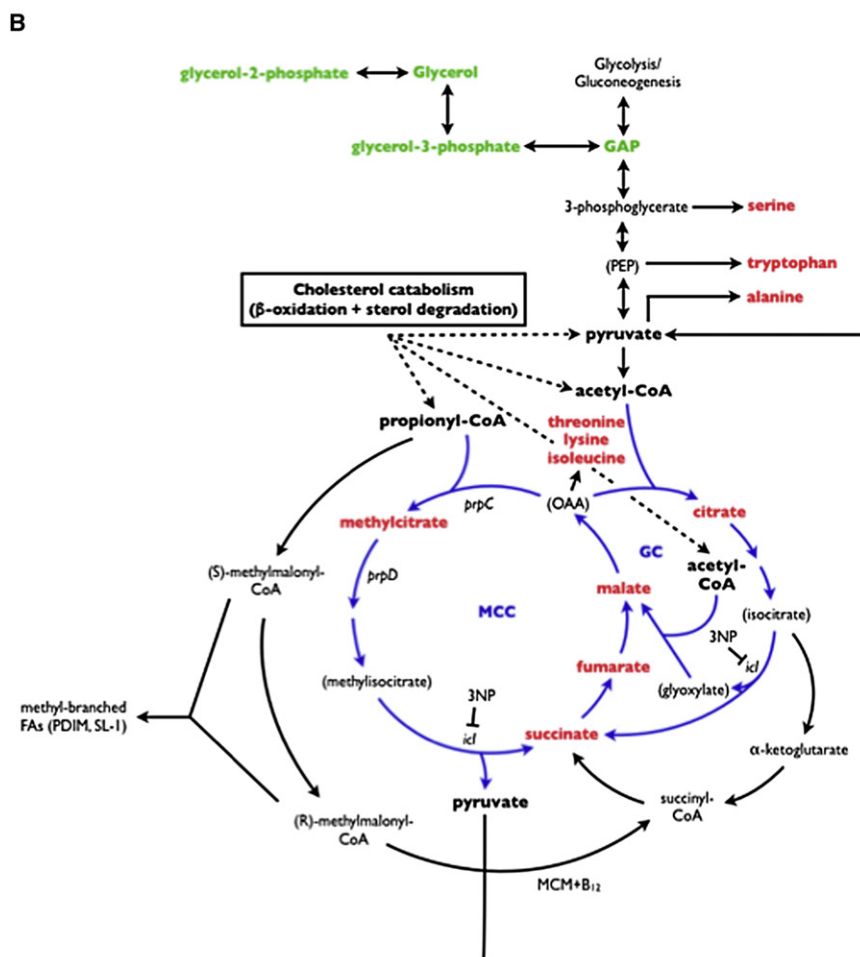 B
glycerol-2-phosphate
Glycerol
Glycolysis/
Gluconeogenesis
glycerol-3-phosphate
GAP
3-phosphoglycerate
serine
(PEP)
tryptophan
alanine
Cholesterol catabolism
(β-oxidation + sterol degradation)
pyruvate
acetyl-CoA
propionyl-CoA
threonine
lysine
isoleucine
prpC
(OAA)
methylcitrate
citrate
GC
acetyl-
CoA
(S)-methylmalonyl-
CoA
prpD
malate
(isocitrate)
MCC
3NP
icl
fumarate
(glyoxylate)
(methylisocitrate)
3NP
icl
succinate
methyl-branched
FAs (PDIM, SL-1)
α-ketoglutarate
pyruvate
succinyl-
CoA
(R)-methylmalonyl-
CoA
MCM+B₁₂